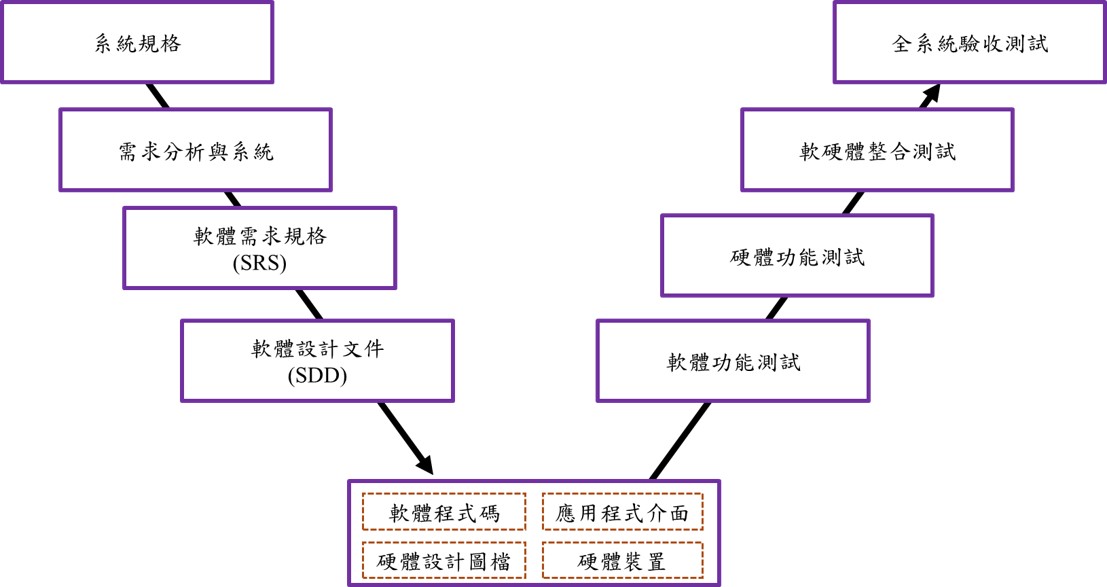 系統規格
全系統驗收測試
需求分析與系統
軟硬體整合測試
軟體需求規格
(SRS)
硬體功能測試
軟體設計文件
(SDD)
軟體功能測試
軟體程式碼
應用程式介面
硬體設計圖檔
硬體裝置